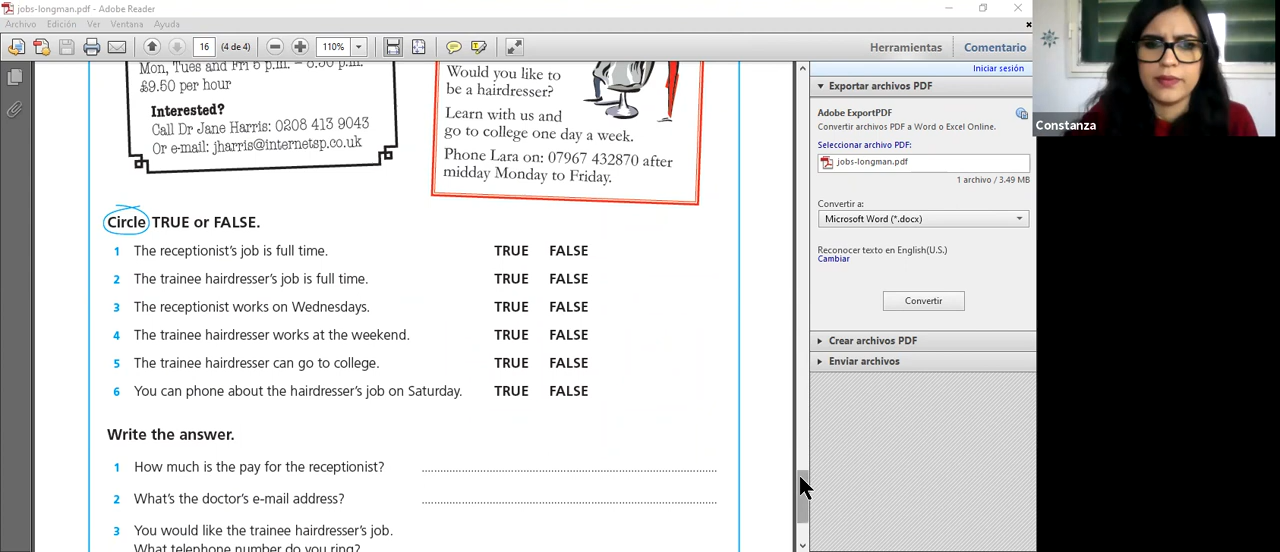 jobs-longman.pdf - Adobe Reader
Archivo Edición Ver Ventana Ayuda
16 (4 de 4) 110% Herramientas Comentario
Mon, Tues and Fri 6 p.m. – 8.30 p.m.
£9.50 per hour
Interested?
Call Dr Jane Harris: 0208 413 9043
Or e-mail: jharris@internetsp.co.uk
Would you like to
be a hairdresser?
Learn with us and
go to college one day a week.
Phone Lara on: 07967 432870 after
midday Monday to Friday.
Circle TRUE or FALSE.
1 The receptionist's job is full time. TRUE FALSE
2 The trainee hairdresser's job is full time. TRUE FALSE
3 The receptionist works on Wednesdays. TRUE FALSE
4 The trainee hairdresser works at the weekend. TRUE FALSE
5 The trainee hairdresser can go to college. TRUE FALSE
6 You can phone about the hairdresser's job on Saturday. TRUE FALSE
Write the answer.
1 How much is the pay for the receptionist?
2 What's the doctor's e-mail address?
3 You would like the trainee hairdresser's job.
What telephone number do you ring?
Iniciar sesión
Exportar archivos PDF
Adobe ExportPDF
Convertir archivos PDF a Word o Excel Online.
Seleccionar archivo PDF:
jobs-longman.pdf
1 archivo / 3.49 MB
Convertir a:
Microsoft Word (*.docx)
Reconocer texto en English(U.S.)
Cambiar
Convertir
Crear archivos PDF
Enviar archivos
Constanza